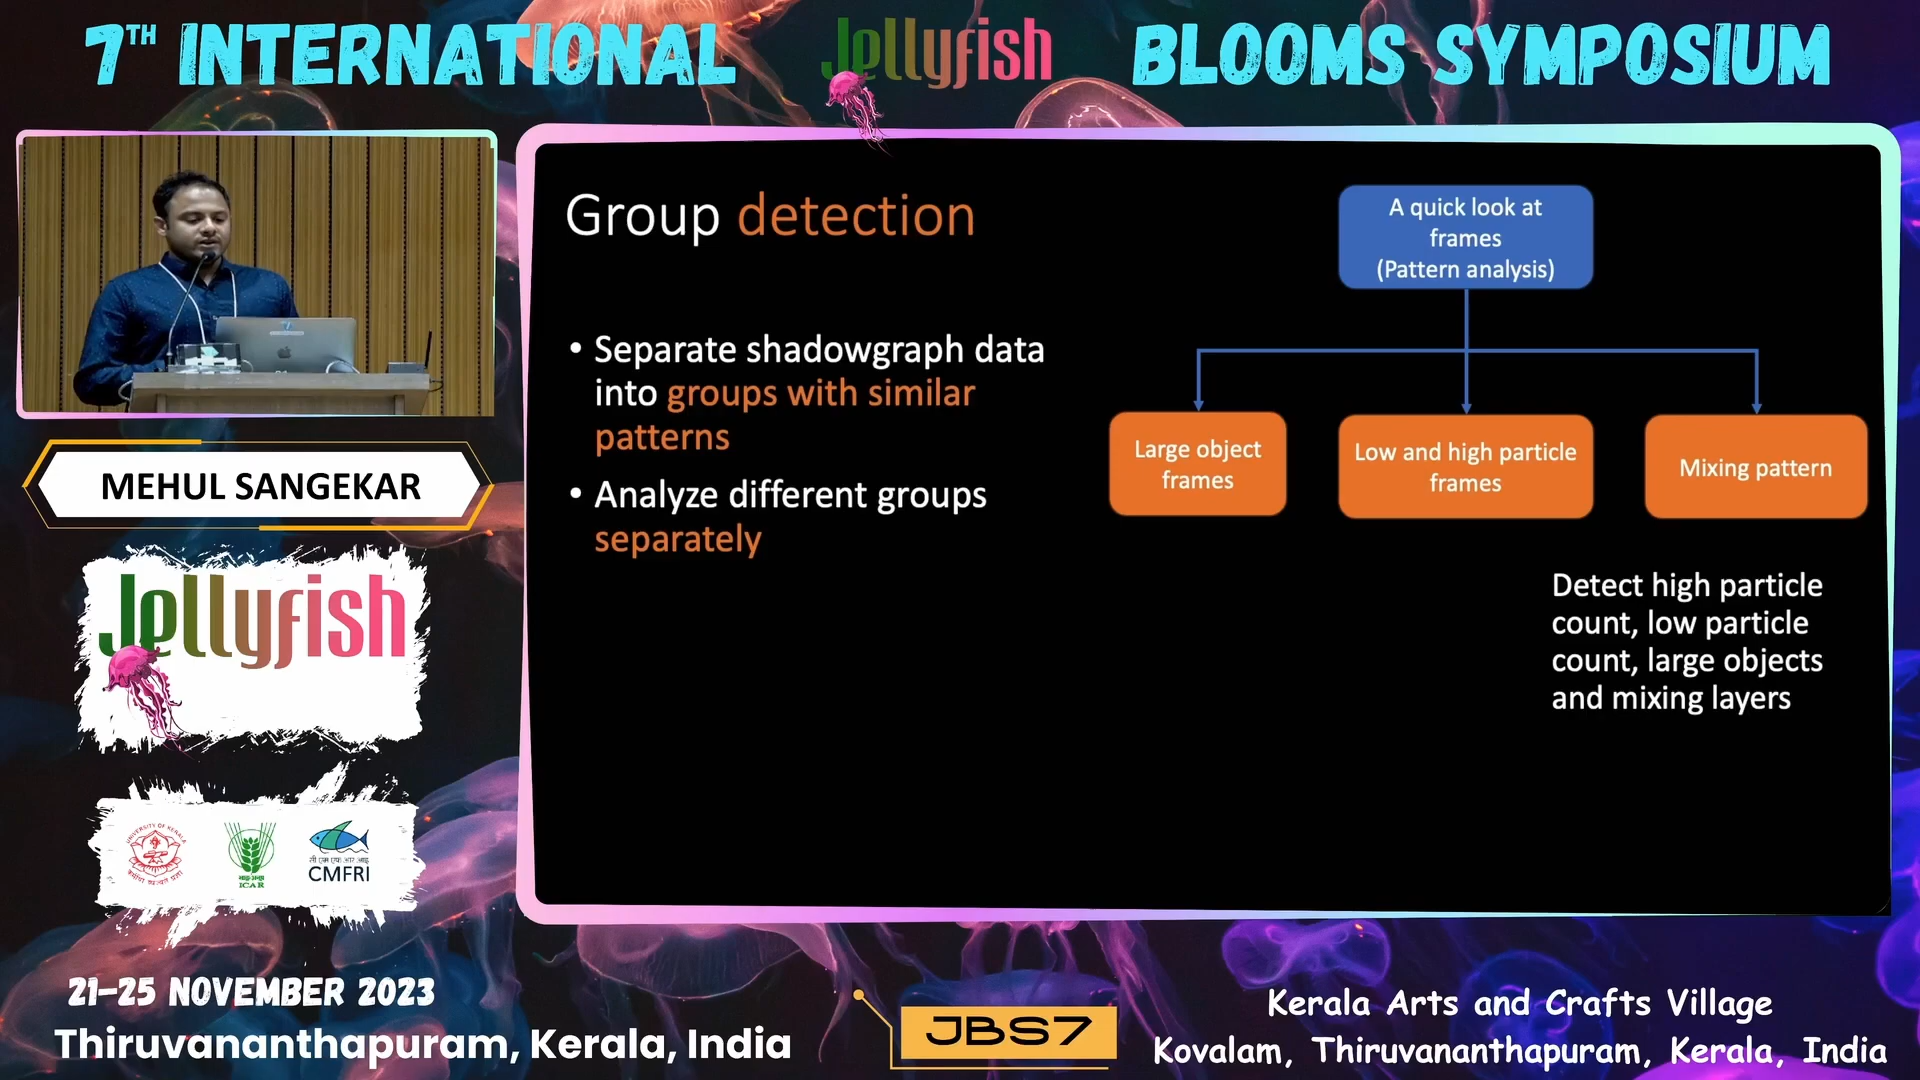 7TH INTERNATIONAL Jellyfish BLOOMS SYMPOSIUM
Group detection
• Separate shadowgraph data
into groups with similar
patterns
• Analyze different groups
separately
A quick look at
frames
(Pattern analysis)
Large object
frames
Low and high particle
frames
Mixing pattern
Detect high particle
count, low particle
count, large objects
and mixing layers
MEHUL SANGEKAR
Jellyfish
UNIVERSITY OF KERALA
ICAR
CMFRI
21-25 NOVEMBER 2023
Thiruvananthapuram, Kerala, India
JBS7
Kerala Arts and Crafts Village
Kovalam, Thiruvananthapuram, Kerala, India